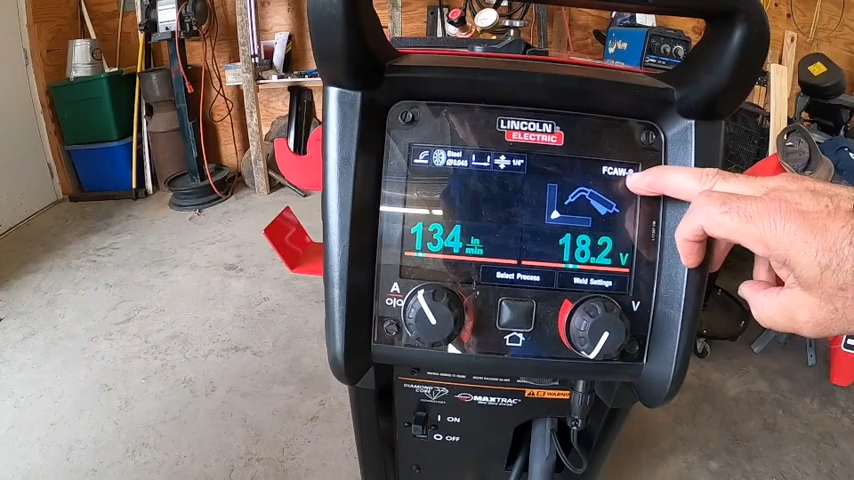 LINCOLN
ELECTRIC
Steel
Ø.045
1/4"
FCAW-S
134 in
min
18.2 V
Select Process
Weld Settings
A
V
DIAMOND
CORE
MAXTRAC
WARNING
I ON
O OFF